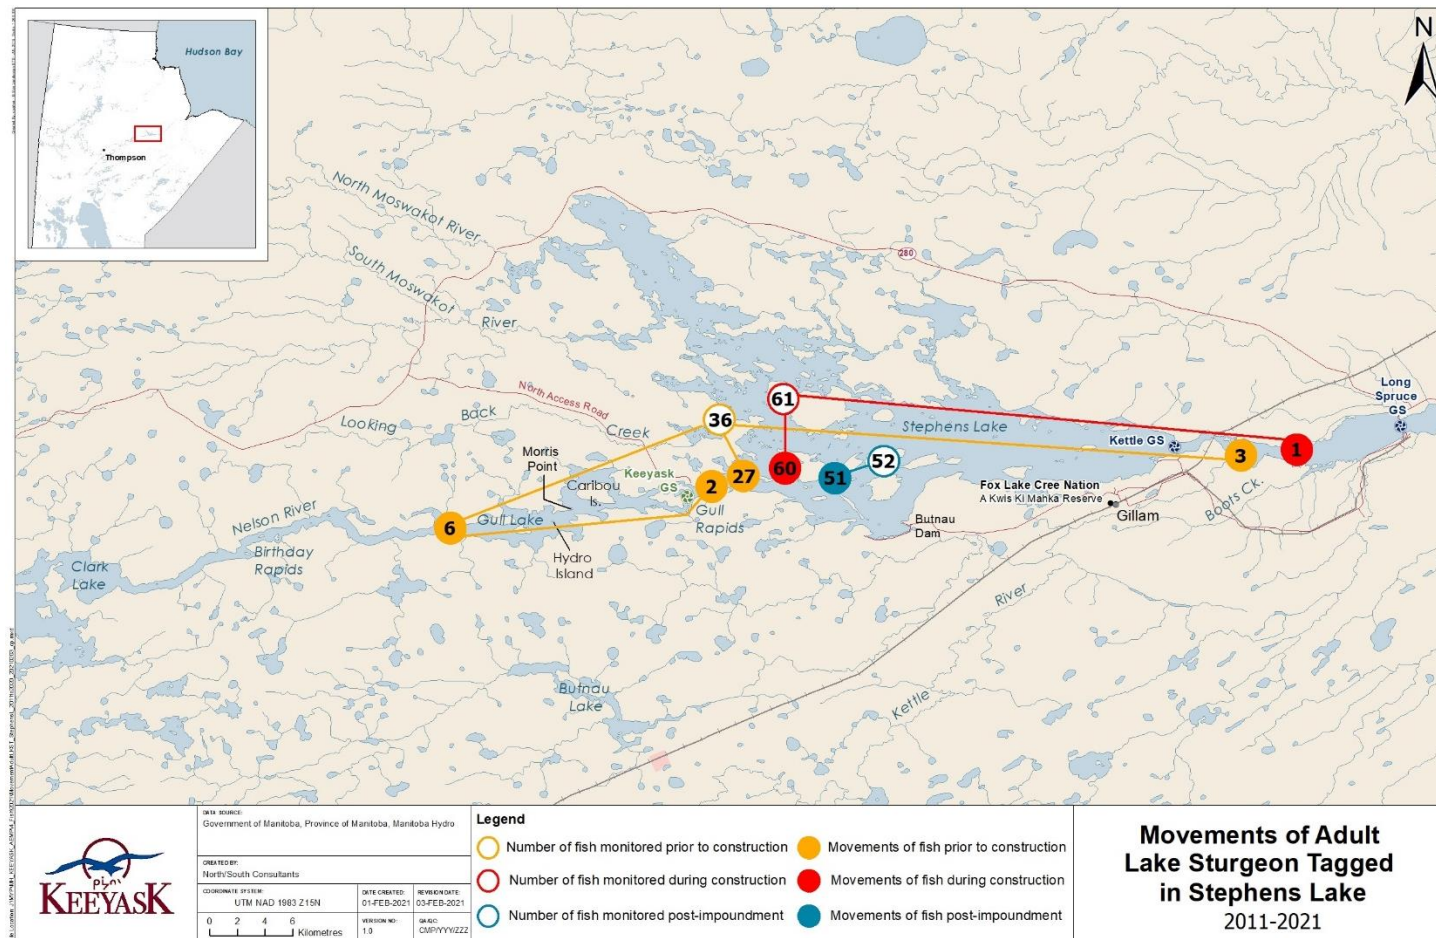 Hudson Bay
Thompson
N
North Moswakot River
South Moswakot
River
280
North Access Road
Looking Back Creek
61
36
Stephens Lake
Long
Spruce
GS
Kettle GS
3
1
Morris
Point
Caribou
Is.
Keeyask
GS
2
27
60
51
52
Fox Lake Cree Nation
A Kwis Ki Mahka Reserve
Gillam
Boots Ck.
Gull
Rapids
Butnau
Dam
Nelson River
6
Gull Lake
Birthday
Rapids
Hydro
Island
Clark
Lake
River
Kettle
Butnau
Lake
KEEYASK
DATA SOURCE:
Government of Manitoba, Province of Manitoba, Manitoba Hydro
CREATED BY:
North/South Consultants
COORDINATE SYSTEM:
UTM NAD 1983 Z15N
DATE CREATED:
01-FEB-2021
REVISION DATE:
03-FEB-2021
0 2 4 6
Kilometres
VERSION NO:
1.0
QA/QC:
CMP/YYY/ZZZ
Legend
Number of fish monitored prior to construction
Movements of fish prior to construction
Number of fish monitored during construction
Movements of fish during construction
Number of fish monitored post-impoundment
Movements of fish post-impoundment
Movements of Adult
Lake Sturgeon Tagged
in Stephens Lake
2011-2021